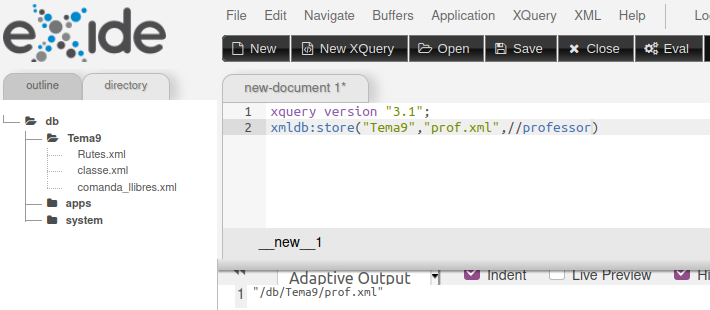 eXide
File Edit Navigate Buffers Application XQuery XML Help
New New XQuery Open Save Close Eval
outline directory
new-document 1*
db
Tema9
Rutes.xml
classe.xml
comanda_llibres.xml
apps
system
1 xquery version "3.1";
2 xmldb:store("Tema9","prof.xml",//professor)
__new__1
Adaptive Output Indent Live Preview
1 "/db/Tema9/prof.xml"